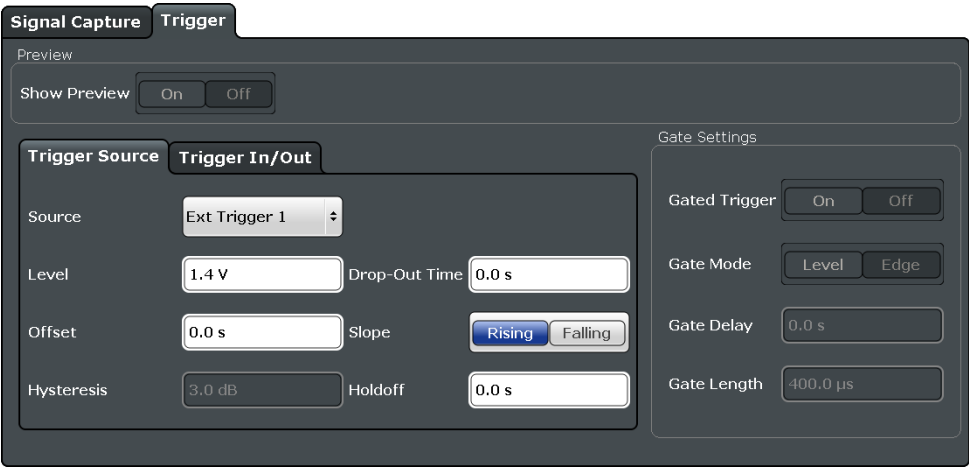 Signal Capture Trigger
Preview
Show Preview On Off
Trigger Source Trigger In/Out
Source Ext Trigger 1
Level 1.4 V Drop-Out Time 0.0 s
Offset 0.0 s Slope Rising Falling
Hysteresis 3.0 dB Holdoff 0.0 s
Gate Settings
Gated Trigger On Off
Gate Mode Level Edge
Gate Delay 0.0 s
Gate Length 400.0 µs